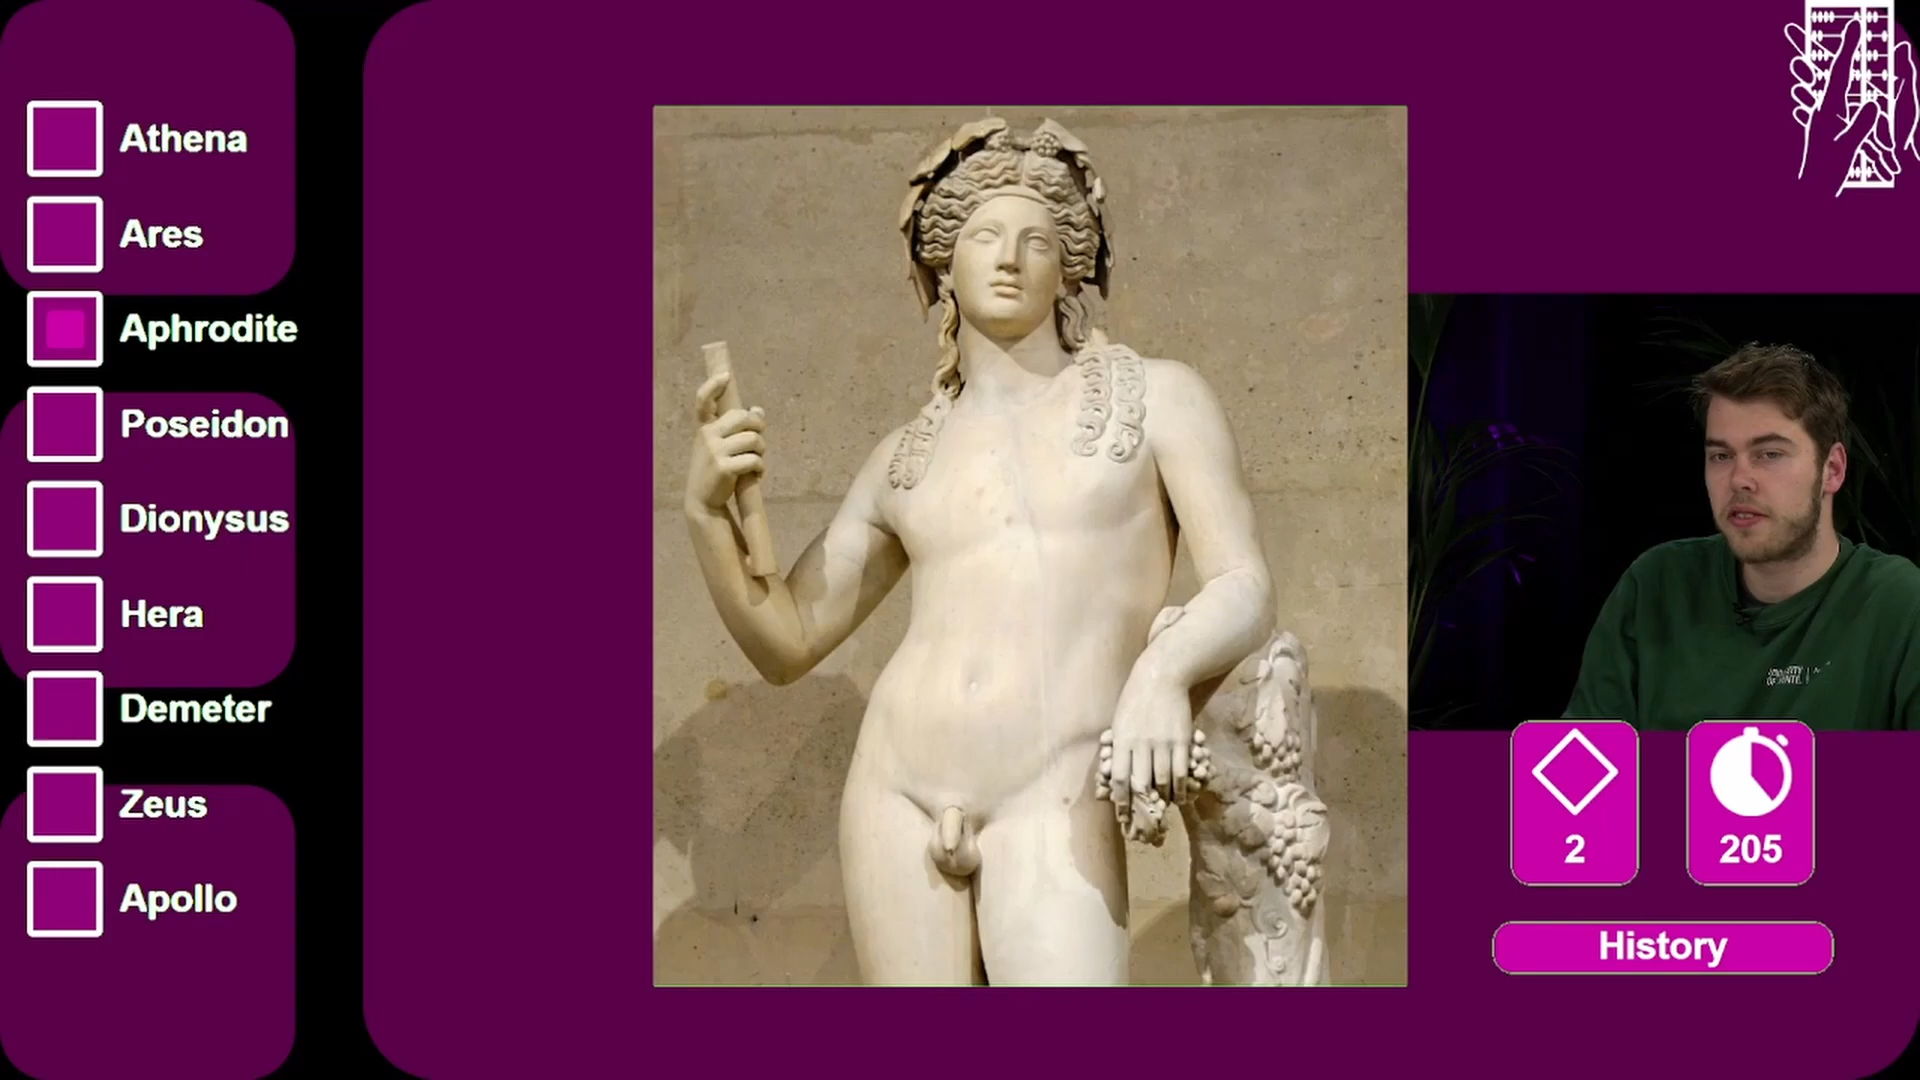 Athena
Ares
Aphrodite
Poseidon
Dionysus
Hera
Demeter
Zeus
Apollo
2
205
History